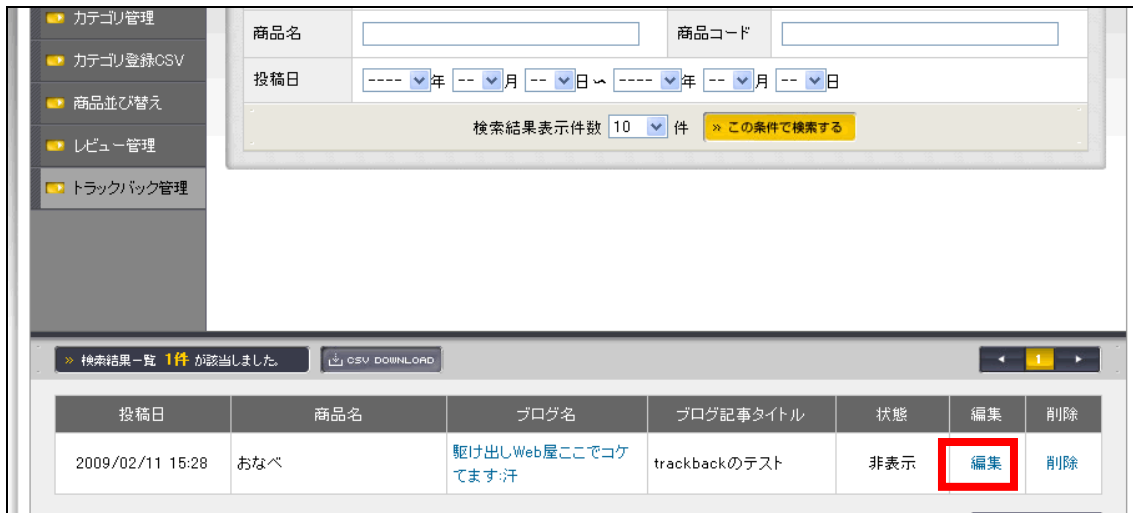 カテゴリ管理
カテゴリ登録CSV
商品並び替え
レビュー管理
トラックバック管理
商品名 商品コード
投稿日 ---- 年 -- 月 -- 日～ ---- 年 -- 月 -- 日
検索結果表示件数 10 件 » この条件で検索する
» 検索結果一覧 1件 が該当しました。 CSV DOWNLOAD 1
投稿日 商品名 ブログ名 ブログ記事タイトル 状態 編集 削除
2009/02/11 15:28 おなべ 駆け出しWeb屋ここでコケ
てます;汗 trackbackのテスト 非表示 編集 削除